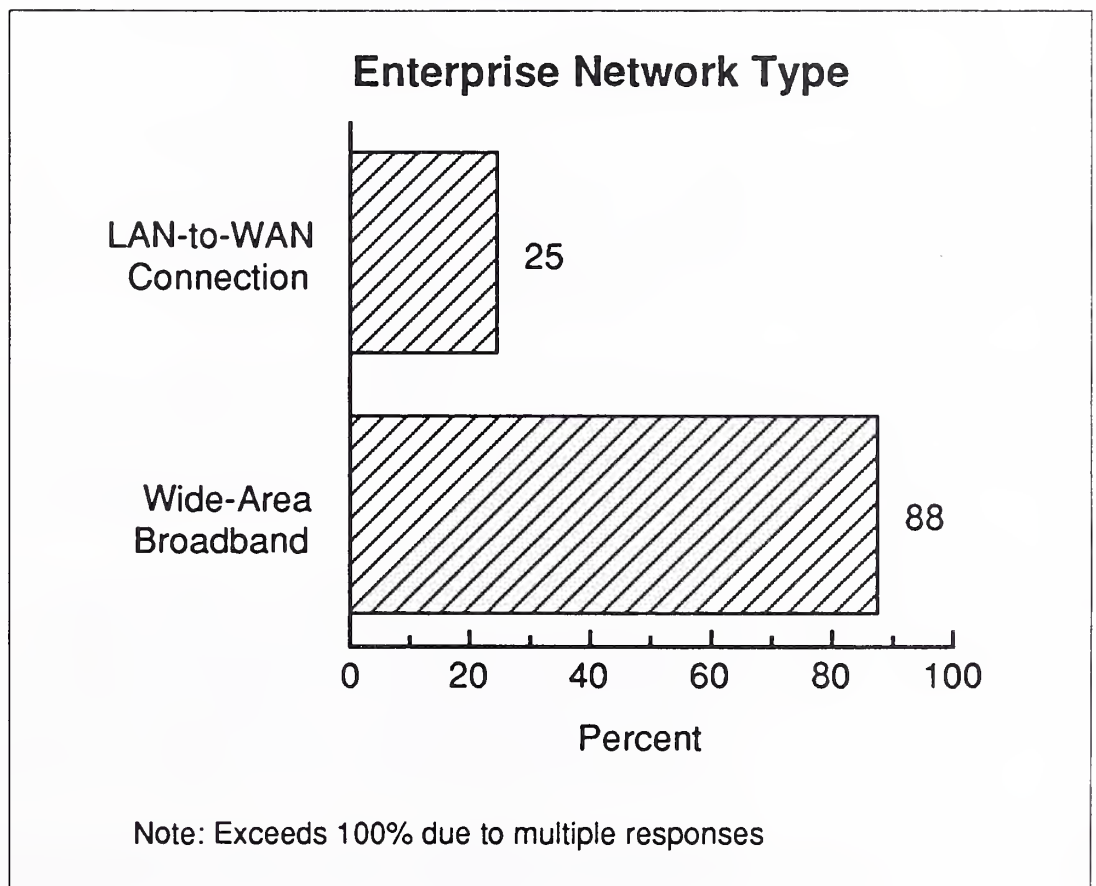 Enterprise Network Type
LAN-to-WAN
Connection
25
Wide-Area
Broadband
88
0 20 40 60 80 100
Percent
Note: Exceeds 100% due to multiple responses